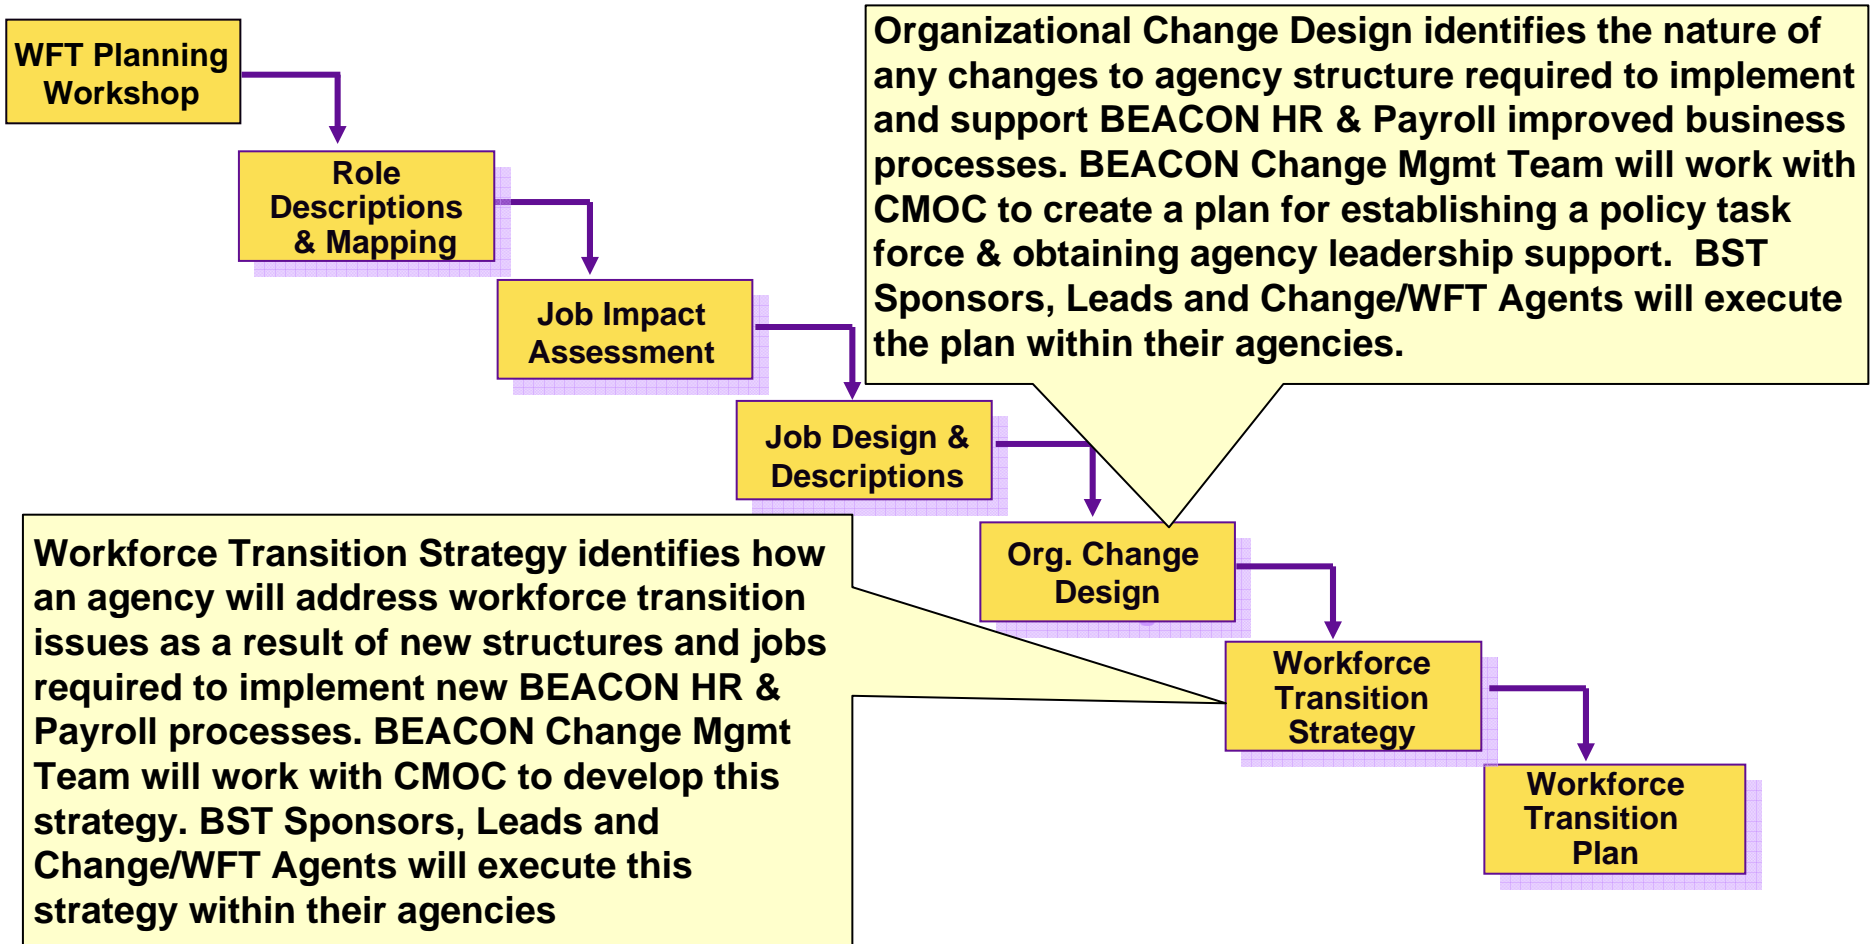 WFT Planning
Workshop
Organizational Change Design identifies the nature of
any changes to agency structure required to implement
and support BEACON HR & Payroll improved business
processes. BEACON Change Mgmt Team will work with
CMOC to create a plan for establishing a policy task
force & obtaining agency leadership support.  BST
Sponsors, Leads and Change/WFT Agents will execute
the plan within their agencies.
Role
Descriptions
& Mapping
Job Impact
Assessment
Job Design &
Descriptions
Org. Change
Design
Workforce Transition Strategy identifies how
an agency will address workforce transition
issues as a result of new structures and jobs
required to implement new BEACON HR &
Payroll processes. BEACON Change Mgmt
Team will work with CMOC to develop this
strategy. BST Sponsors, Leads and
Change/WFT Agents will execute this
strategy within their agencies
Workforce
Transition
Strategy
Workforce
Transition
Plan